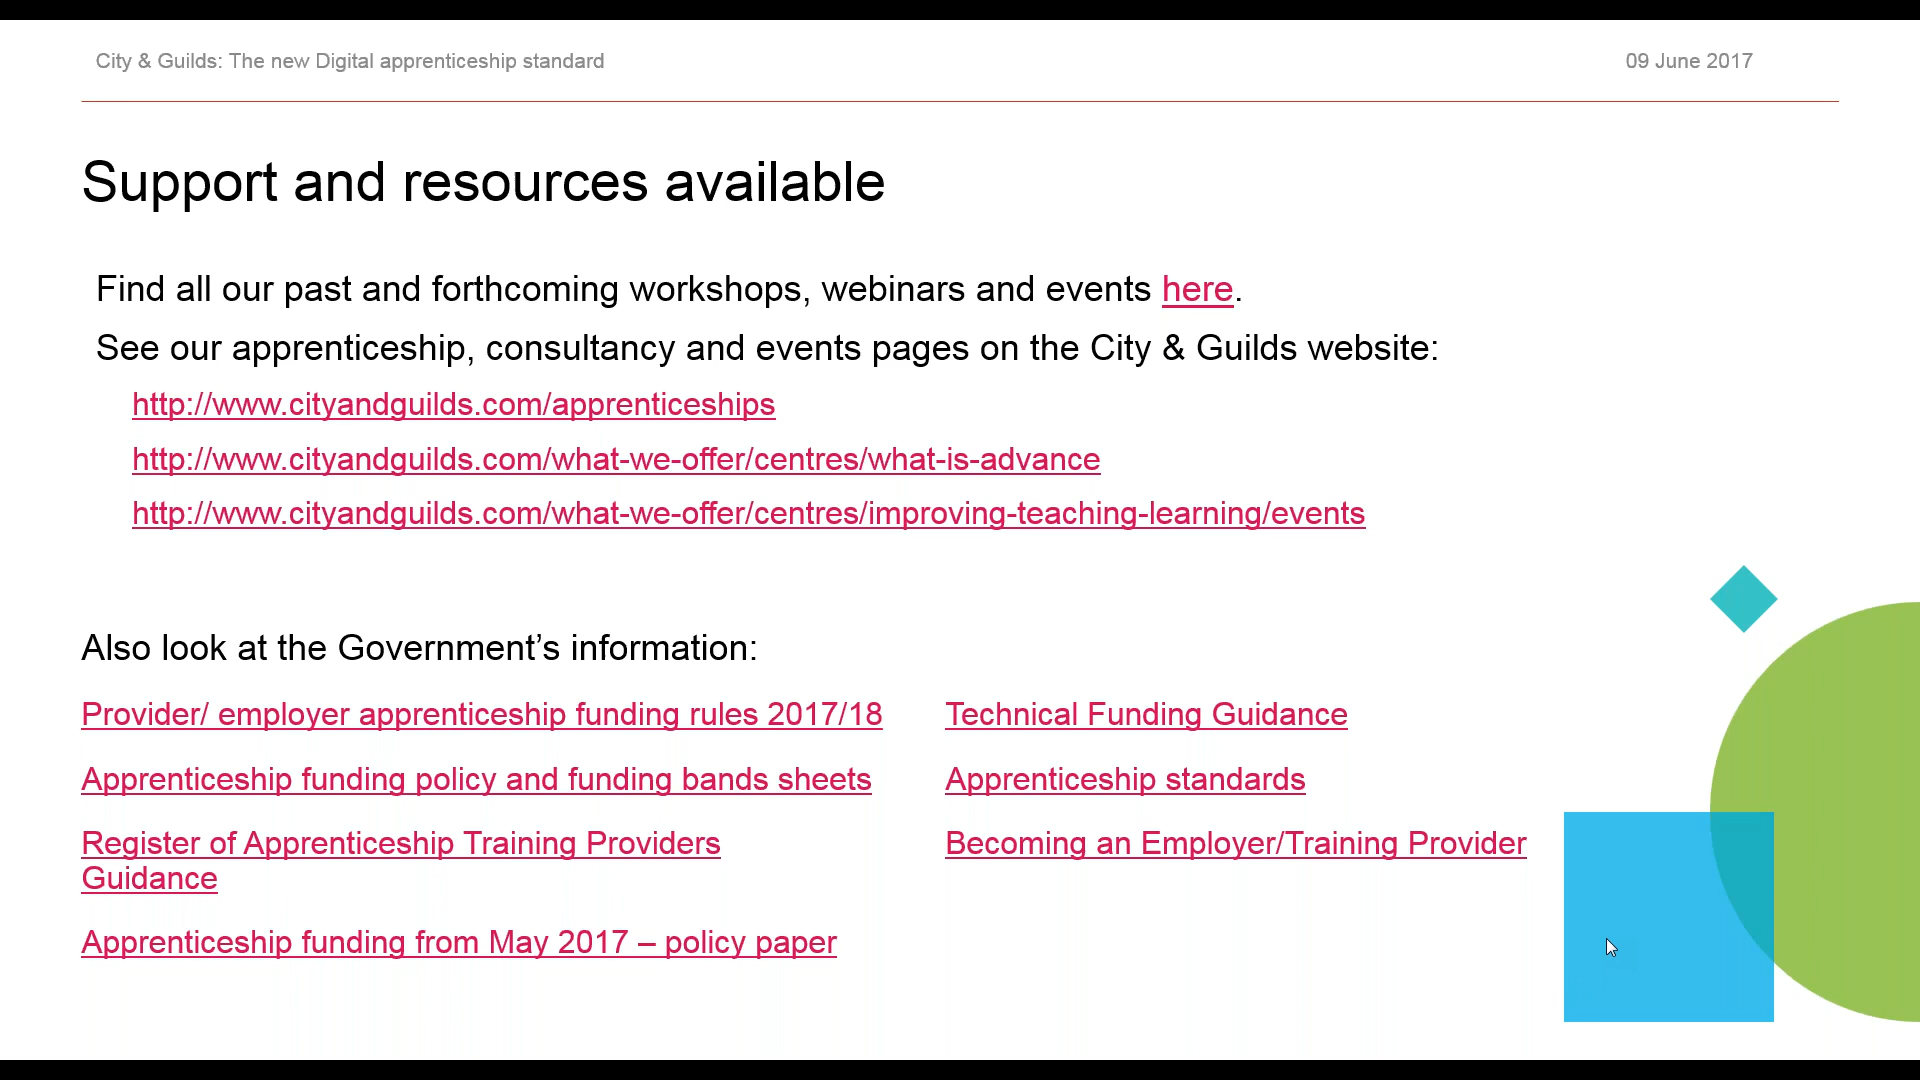 City & Guilds: The new Digital apprenticeship standard
09 June 2017
Support and resources available
Find all our past and forthcoming workshops, webinars and events here.
See our apprenticeship, consultancy and events pages on the City & Guilds website:
http://www.cityandguilds.com/apprenticeships
http://www.cityandguilds.com/what-we-offer/centres/what-is-advance
http://www.cityandguilds.com/what-we-offer/centres/improving-teaching-learning/events
Also look at the Government’s information:
Provider/ employer apprenticeship funding rules 2017/18
Apprenticeship funding policy and funding bands sheets
Register of Apprenticeship Training Providers
Guidance
Apprenticeship funding from May 2017 – policy paper
Technical Funding Guidance
Apprenticeship standards
Becoming an Employer/Training Provider